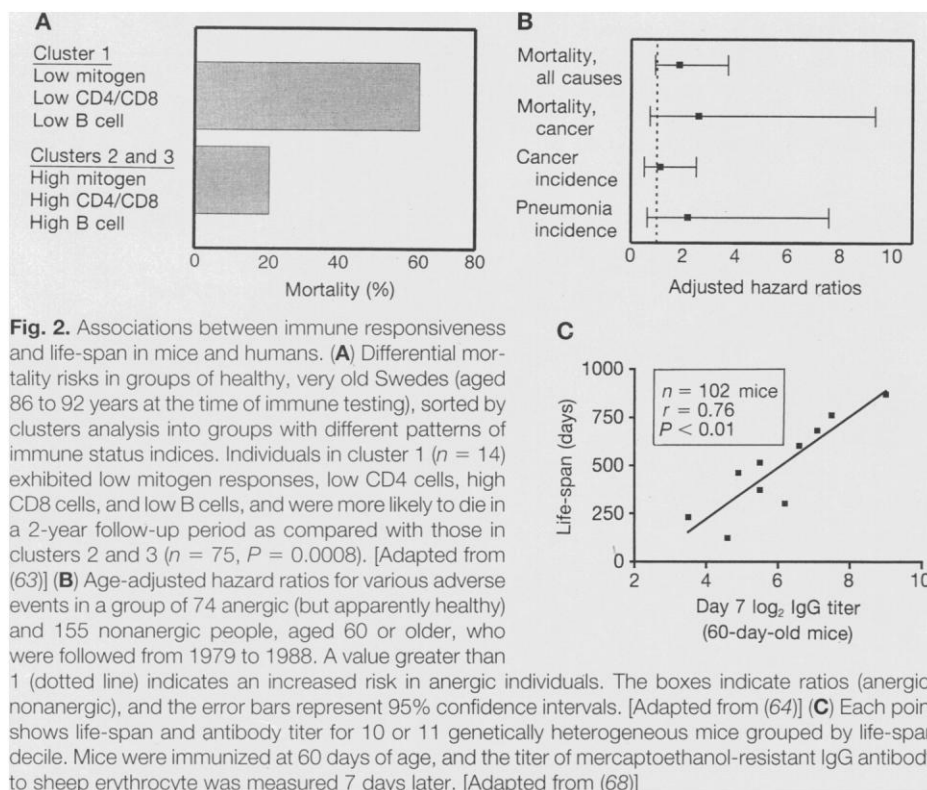 A
Cluster 1
Low mitogen
Low CD4/CD8
Low B cell
Clusters 2 and 3
High mitogen
High CD4/CD8
High B cell
0 20 40 60 80
Mortality (%)
B
Mortality,
all causes
Mortality,
cancer
Cancer
incidence
Pneumonia
incidence
0 2 4 6 8 10
Adjusted hazard ratios
Fig. 2. Associations between immune responsiveness
and life-span in mice and humans. (A) Differential mor-
tality risks in groups of healthy, very old Swedes (aged
86 to 92 years at the time of immune testing), sorted by
clusters analysis into groups with different patterns of
immune status indices. Individuals in cluster 1 (n = 14)
exhibited low mitogen responses, low CD4 cells, high
CD8 cells, and low B cells, and were more likely to die in
a 2-year follow-up period as compared with those in
clusters 2 and 3 (n = 75, P = 0.0008). [Adapted from
(63)] (B) Age-adjusted hazard ratios for various adverse
events in a group of 74 anergic (but apparently healthy)
and 155 nonanergic people, aged 60 or older, who
were followed from 1979 to 1988. A value greater than
1 (dotted line) indicates an increased risk in anergic individuals. The boxes indicate ratios (anergic
nonanergic), and the error bars represent 95% confidence intervals. [Adapted from (64)] (C) Each poin
shows life-span and antibody titer for 10 or 11 genetically heterogeneous mice grouped by life-span
decile. Mice were immunized at 60 days of age, and the titer of mercaptoethanol-resistant IgG antibod
to sheep erythrocyte was measured 7 days later. [Adapted from (68)]
C
1000
750
500
250
0
Life-span (days)
n = 102 mice
r = 0.76
P < 0.01
2 4 6 8 10
Day 7 log₂ IgG titer
(60-day-old mice)